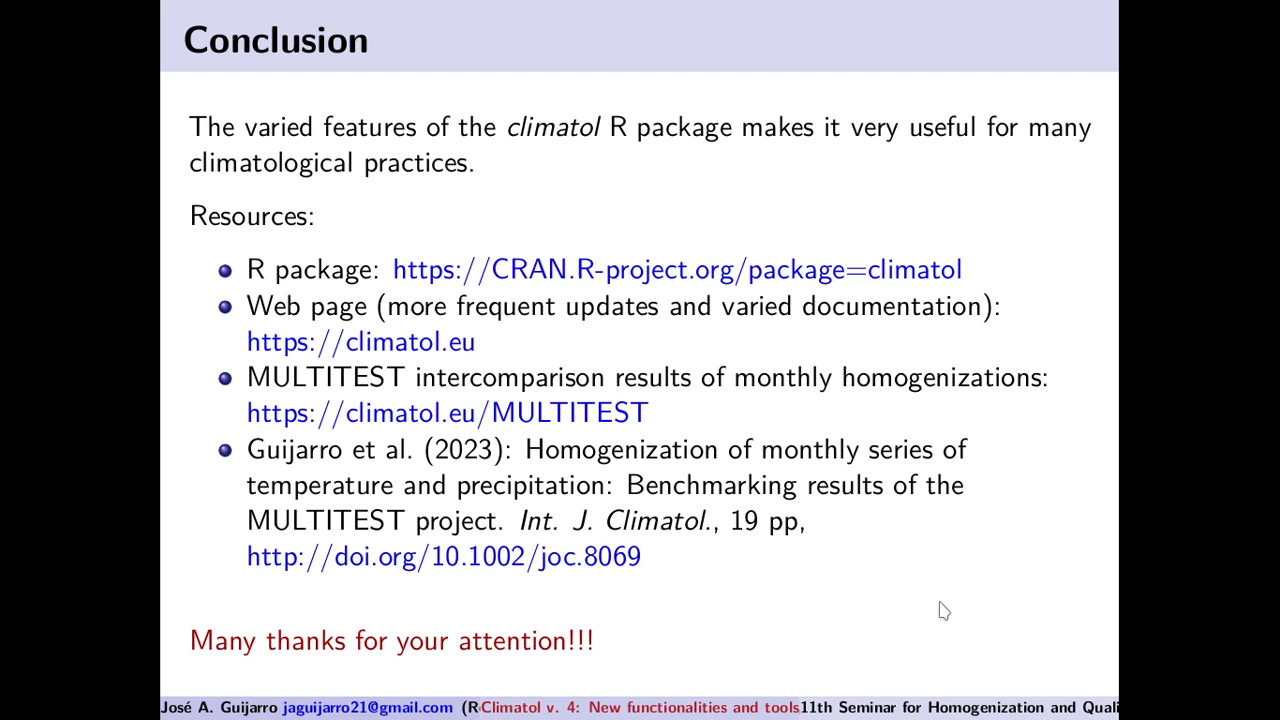 Conclusion
The varied features of the climatol R package makes it very useful for many
climatological practices.
Resources:
R package: https://CRAN.R-project.org/package=climatol
Web page (more frequent updates and varied documentation):
https://climatol.eu
MULTITEST intercomparison results of monthly homogenizations:
https://climatol.eu/MULTITEST
Guijarro et al. (2023): Homogenization of monthly series of
temperature and precipitation: Benchmarking results of the
MULTITEST project. Int. J. Climatol., 19 pp,
http://doi.org/10.1002/joc.8069
Many thanks for your attention!!!
José A. Guijarro jaguijarro21@gmail.com (R Climatol v. 4: New functionalities and tools 11th Seminar for Homogenization and Quali